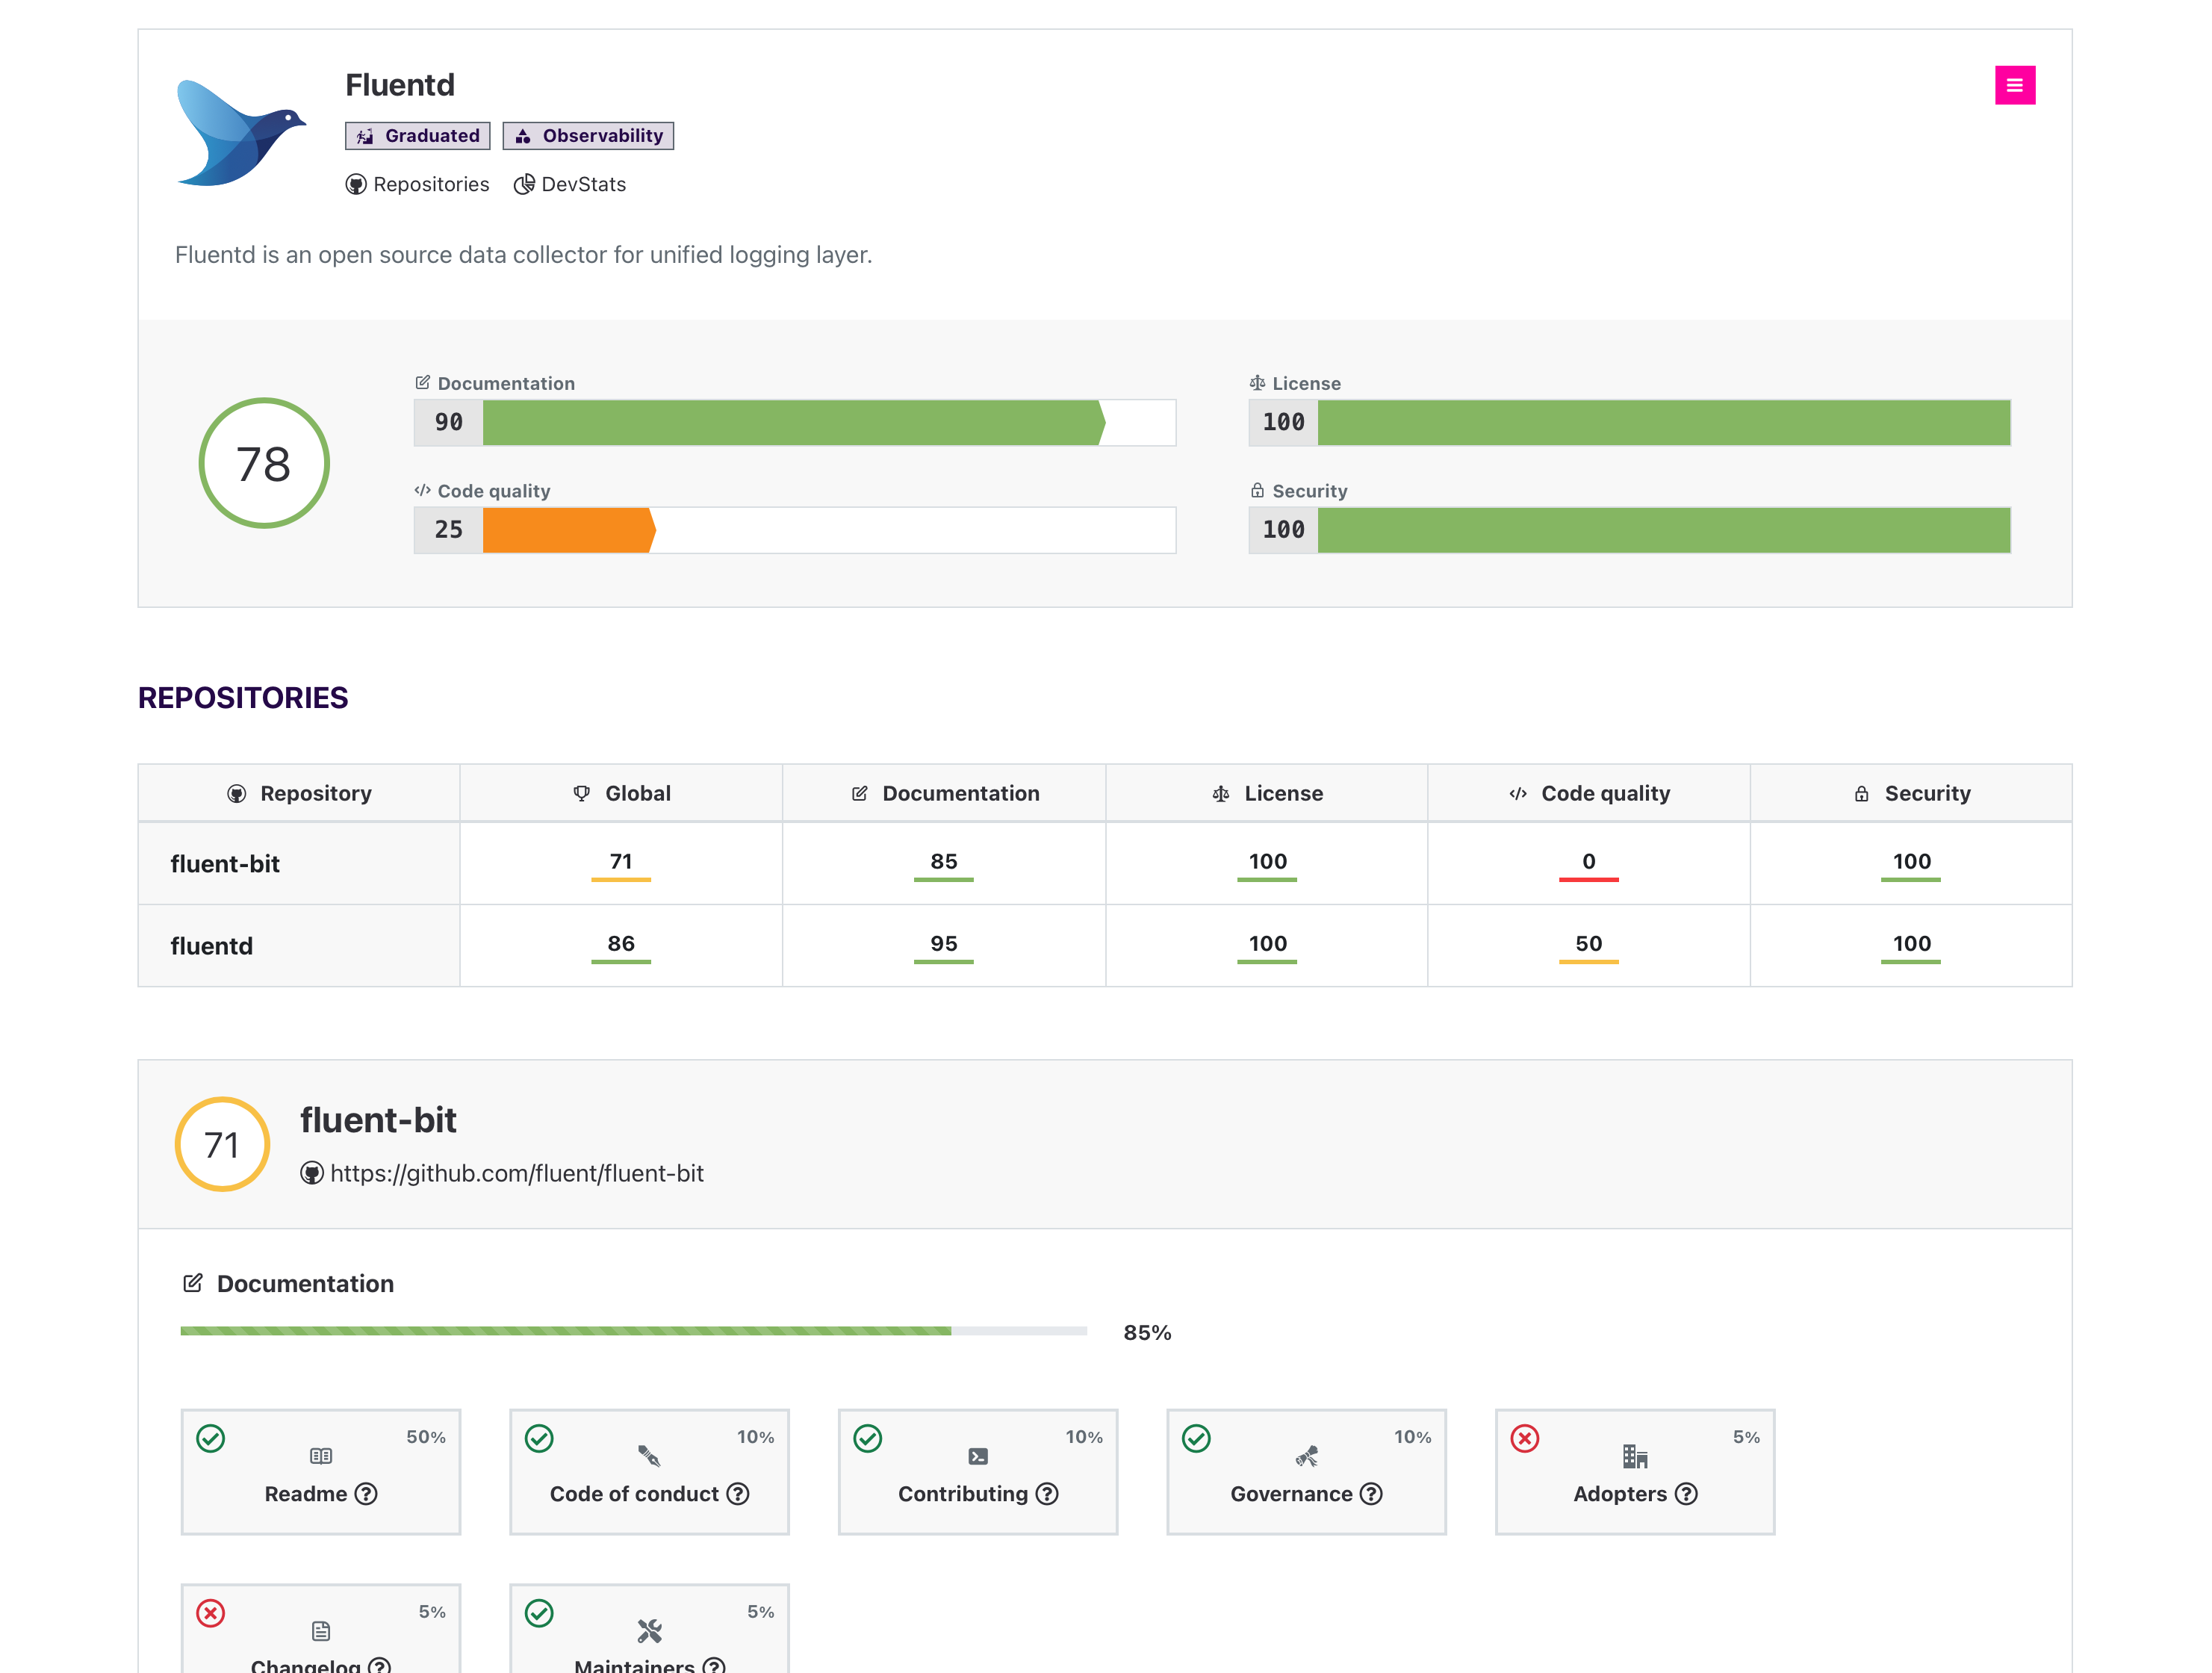 Fluentd
Graduated Observability
Repositories DevStats
Fluentd is an open source data collector for unified logging layer.
78
Documentation
90
License
100
Code quality
25
Security
100
REPOSITORIES
Repository Global Documentation License Code quality Security
fluent-bit 71 85 100 0 100
fluentd 86 95 100 50 100
71
fluent-bit
https://github.com/fluent/fluent-bit
Documentation
85%
50%
Readme
10%
Code of conduct
10%
Contributing
10%
Governance
5%
Adopters
5%
Changelog
5%
Maintainers